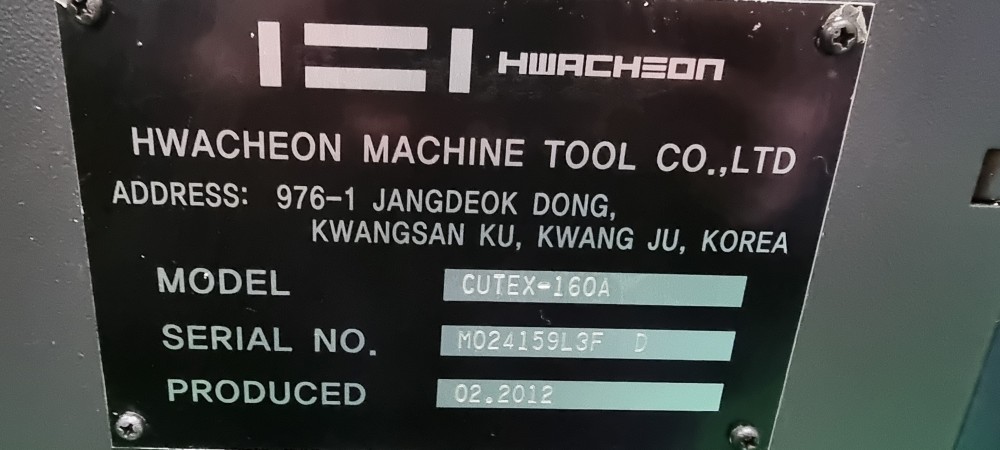 HWACHEON
HWACHEON MACHINE TOOL CO.,LTD
ADDRESS: 976-1 JANGDEOK DONG,
KWANGSAN KU, KWANG JU, KOREA
MODEL CUTEX-160A
SERIAL NO. M024159L3F D
PRODUCED 02.2012